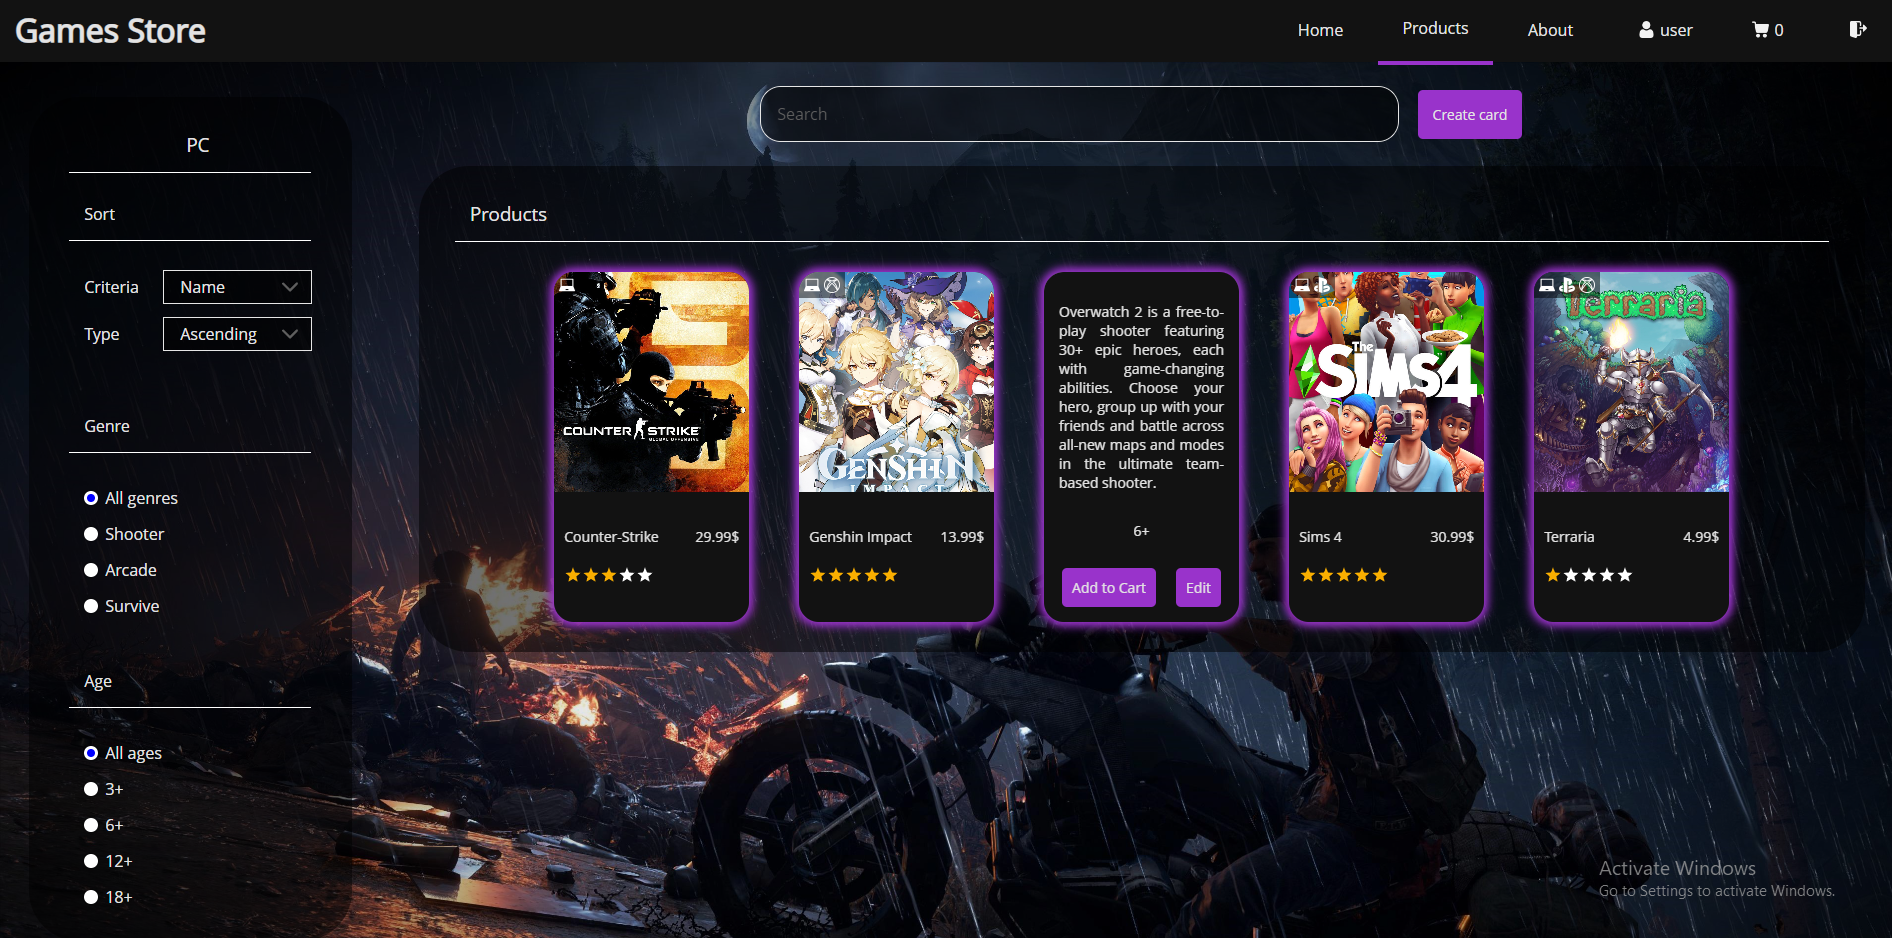 Games Store
Home
Products
About
user
0
Search
Create card
PC
Sort
Criteria
Name
Type
Ascending
Genre
All genres
Shooter
Arcade
Survive
Age
All ages
3+
6+
12+
18+
Products
COUNTER STRIKE
GLOBAL OFFENSIVE
Counter-Strike
29.99$
GENSHIN
IMPACT
Genshin Impact
13.99$
Overwatch 2 is a free-to-
play shooter featuring
30+ epic heroes, each
with game-changing
abilities. Choose your
hero, group up with your
friends and battle across
all-new maps and modes
in the ultimate team-
based shooter.
6+
Add to Cart
Edit
The
SIMS 4
Sims 4
30.99$
Terraria
Terraria
4.99$
Activate Windows
Go to Settings to activate Windows.